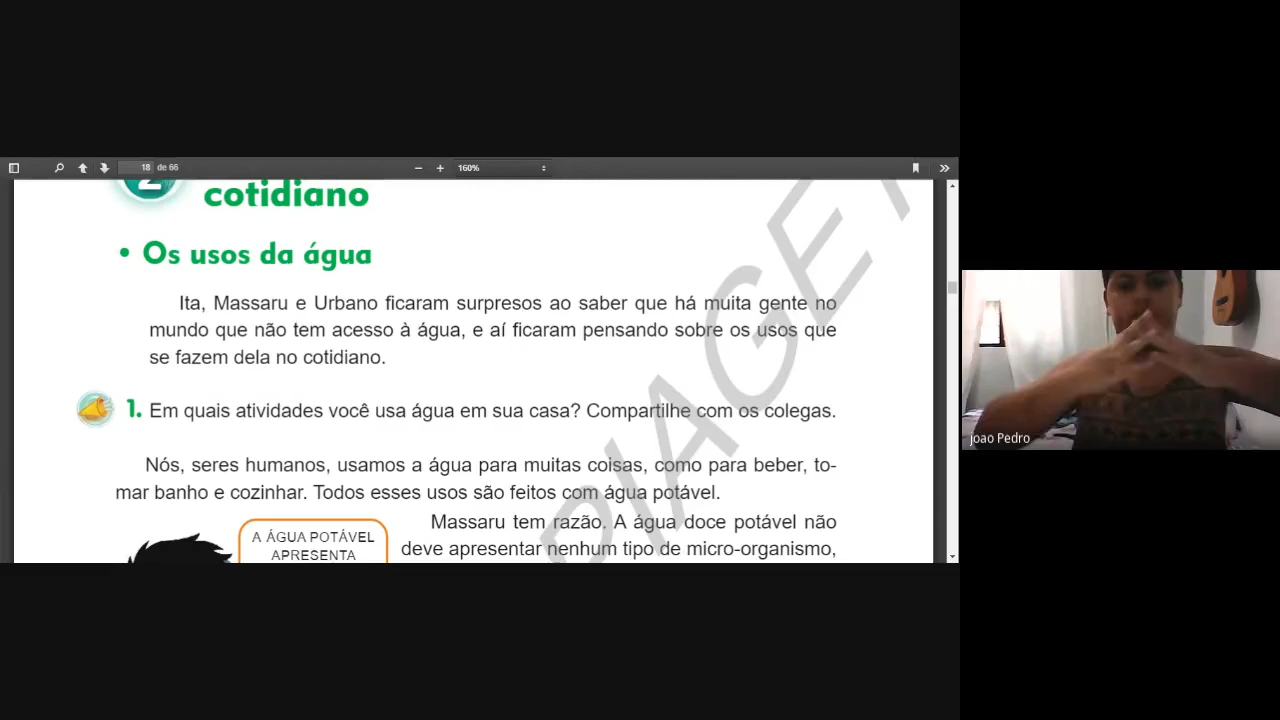 18 de 66
160%
2
cotidiano
• Os usos da água
Ita, Massaru e Urbano ficaram surpresos ao saber que há muita gente no
mundo que não tem acesso à água, e aí ficaram pensando sobre os usos que
se fazem dela no cotidiano.
1. Em quais atividades você usa água em sua casa? Compartilhe com os colegas.
Nós, seres humanos, usamos a água para muitas coisas, como para beber, to-
mar banho e cozinhar. Todos esses usos são feitos com água potável.
Massaru tem razão. A água doce potável não
deve apresentar nenhum tipo de micro-organismo,
A ÁGUA POTÁVEL
APRESENTA
PIAGET
joao Pedro